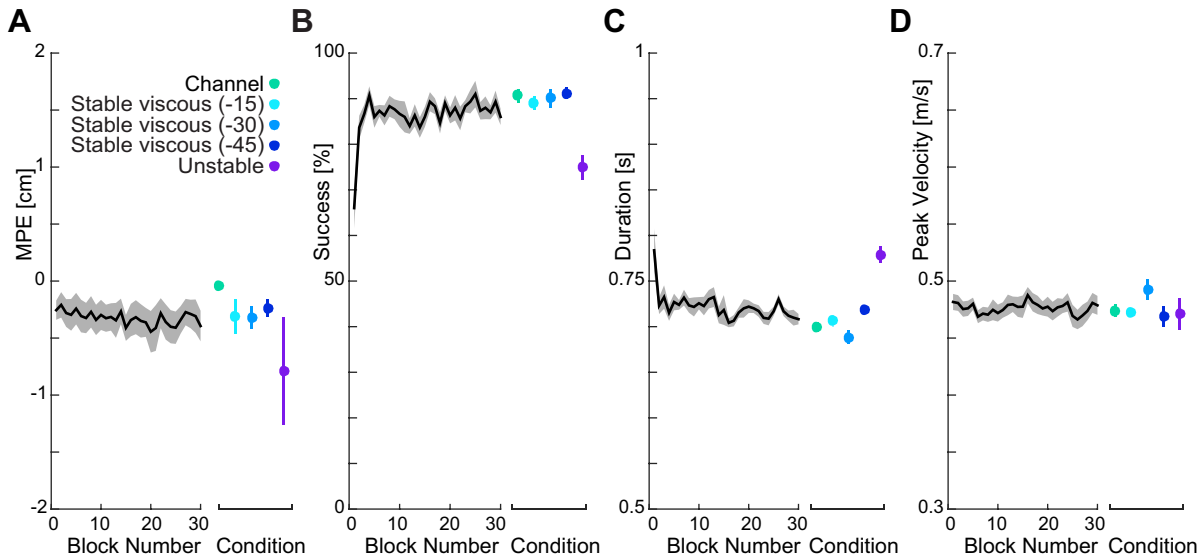 A
2
1
0
-1
-2
MPE [cm]
Channel
Stable viscous (-15)
Stable viscous (-30)
Stable viscous (-45)
Unstable
0 10 20 30
Block Number Condition
B
100
50
0
Success [%]
0 10 20 30
Block Number Condition
C
1
0.75
0.5
Duration [s]
0 10 20 30
Block Number Condition
D
0.7
0.5
0.3
Peak Velocity [m/s]
0 10 20 30
Block Number Condition